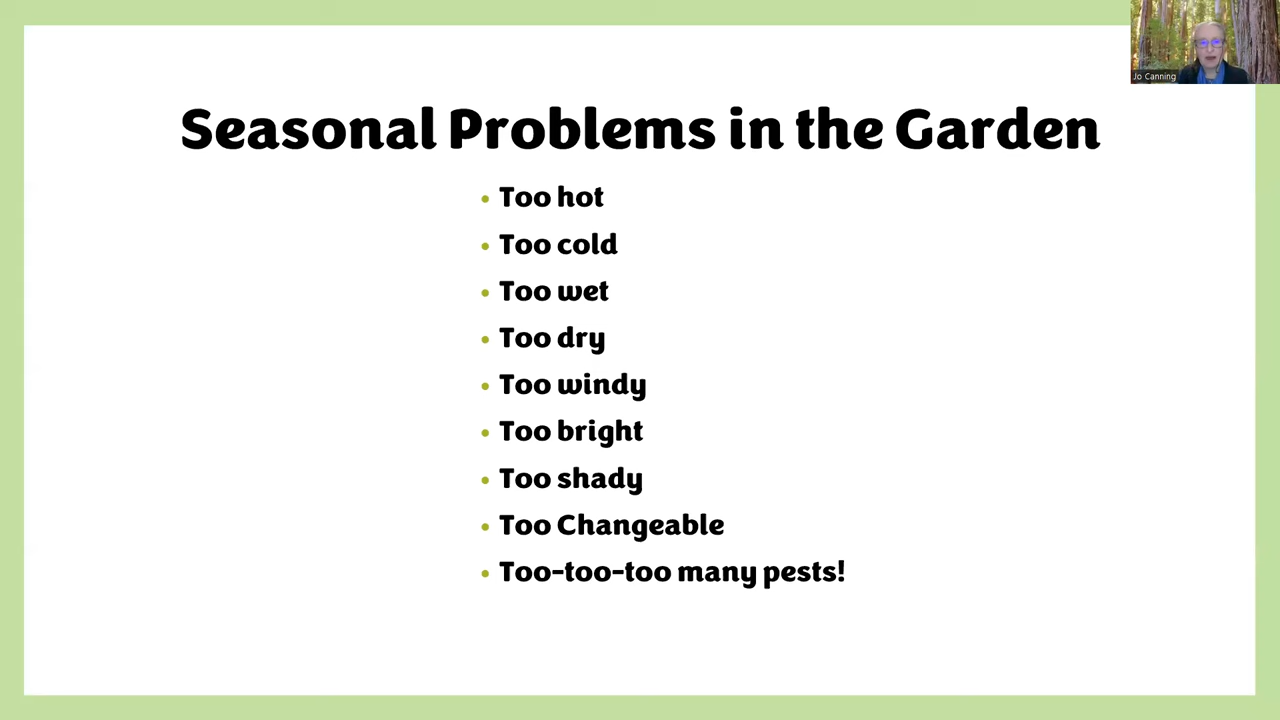 Jo Canning
Seasonal Problems in the Garden
• Too hot
• Too cold
• Too wet
• Too dry
• Too windy
• Too bright
• Too shady
• Too Changeable
• Too-too-too many pests!